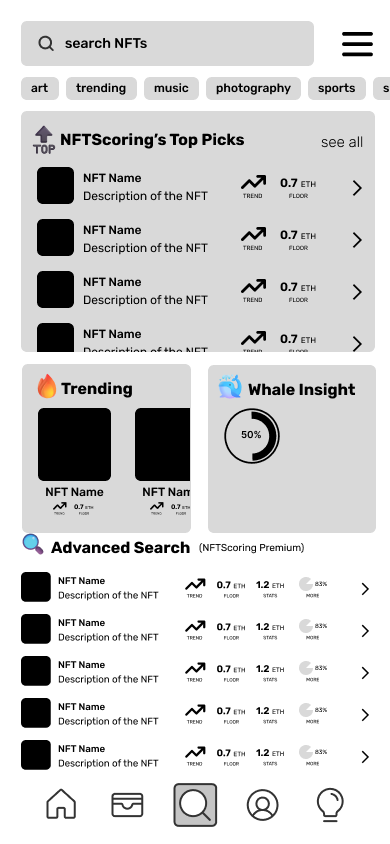 search NFTs
art trending music photography sports s
TOP NFTScoring's Top Picks see all
NFT Name
Description of the NFT
TREND
0.7 ETH
FLOOR
NFT Name
Description of the NFT
TREND
0.7 ETH
FLOOR
NFT Name
Description of the NFT
TREND
0.7 ETH
FLOOR
NFT Name
Description of the NFT
TREND
0.7 ETH
FLOOR
Trending
NFT Name
TREND
0.7 ETH
FLOOR
NFT Nam
TREND
0.7 ETH
FLOOR
Whale Insight
50%
Advanced Search (NFTScoring Premium)
NFT Name
Description of the NFT
TREND
0.7 ETH
FLOOR
1.2 ETH
STATS
83%
MORE
NFT Name
Description of the NFT
TREND
0.7 ETH
FLOOR
1.2 ETH
STATS
83%
MORE
NFT Name
Description of the NFT
TREND
0.7 ETH
FLOOR
1.2 ETH
STATS
83%
MORE
NFT Name
Description of the NFT
TREND
0.7 ETH
FLOOR
1.2 ETH
STATS
83%
MORE
NFT Name
Description of the NFT
TREND
0.7 ETH
FLOOR
1.2 ETH
STATS
83%
MORE